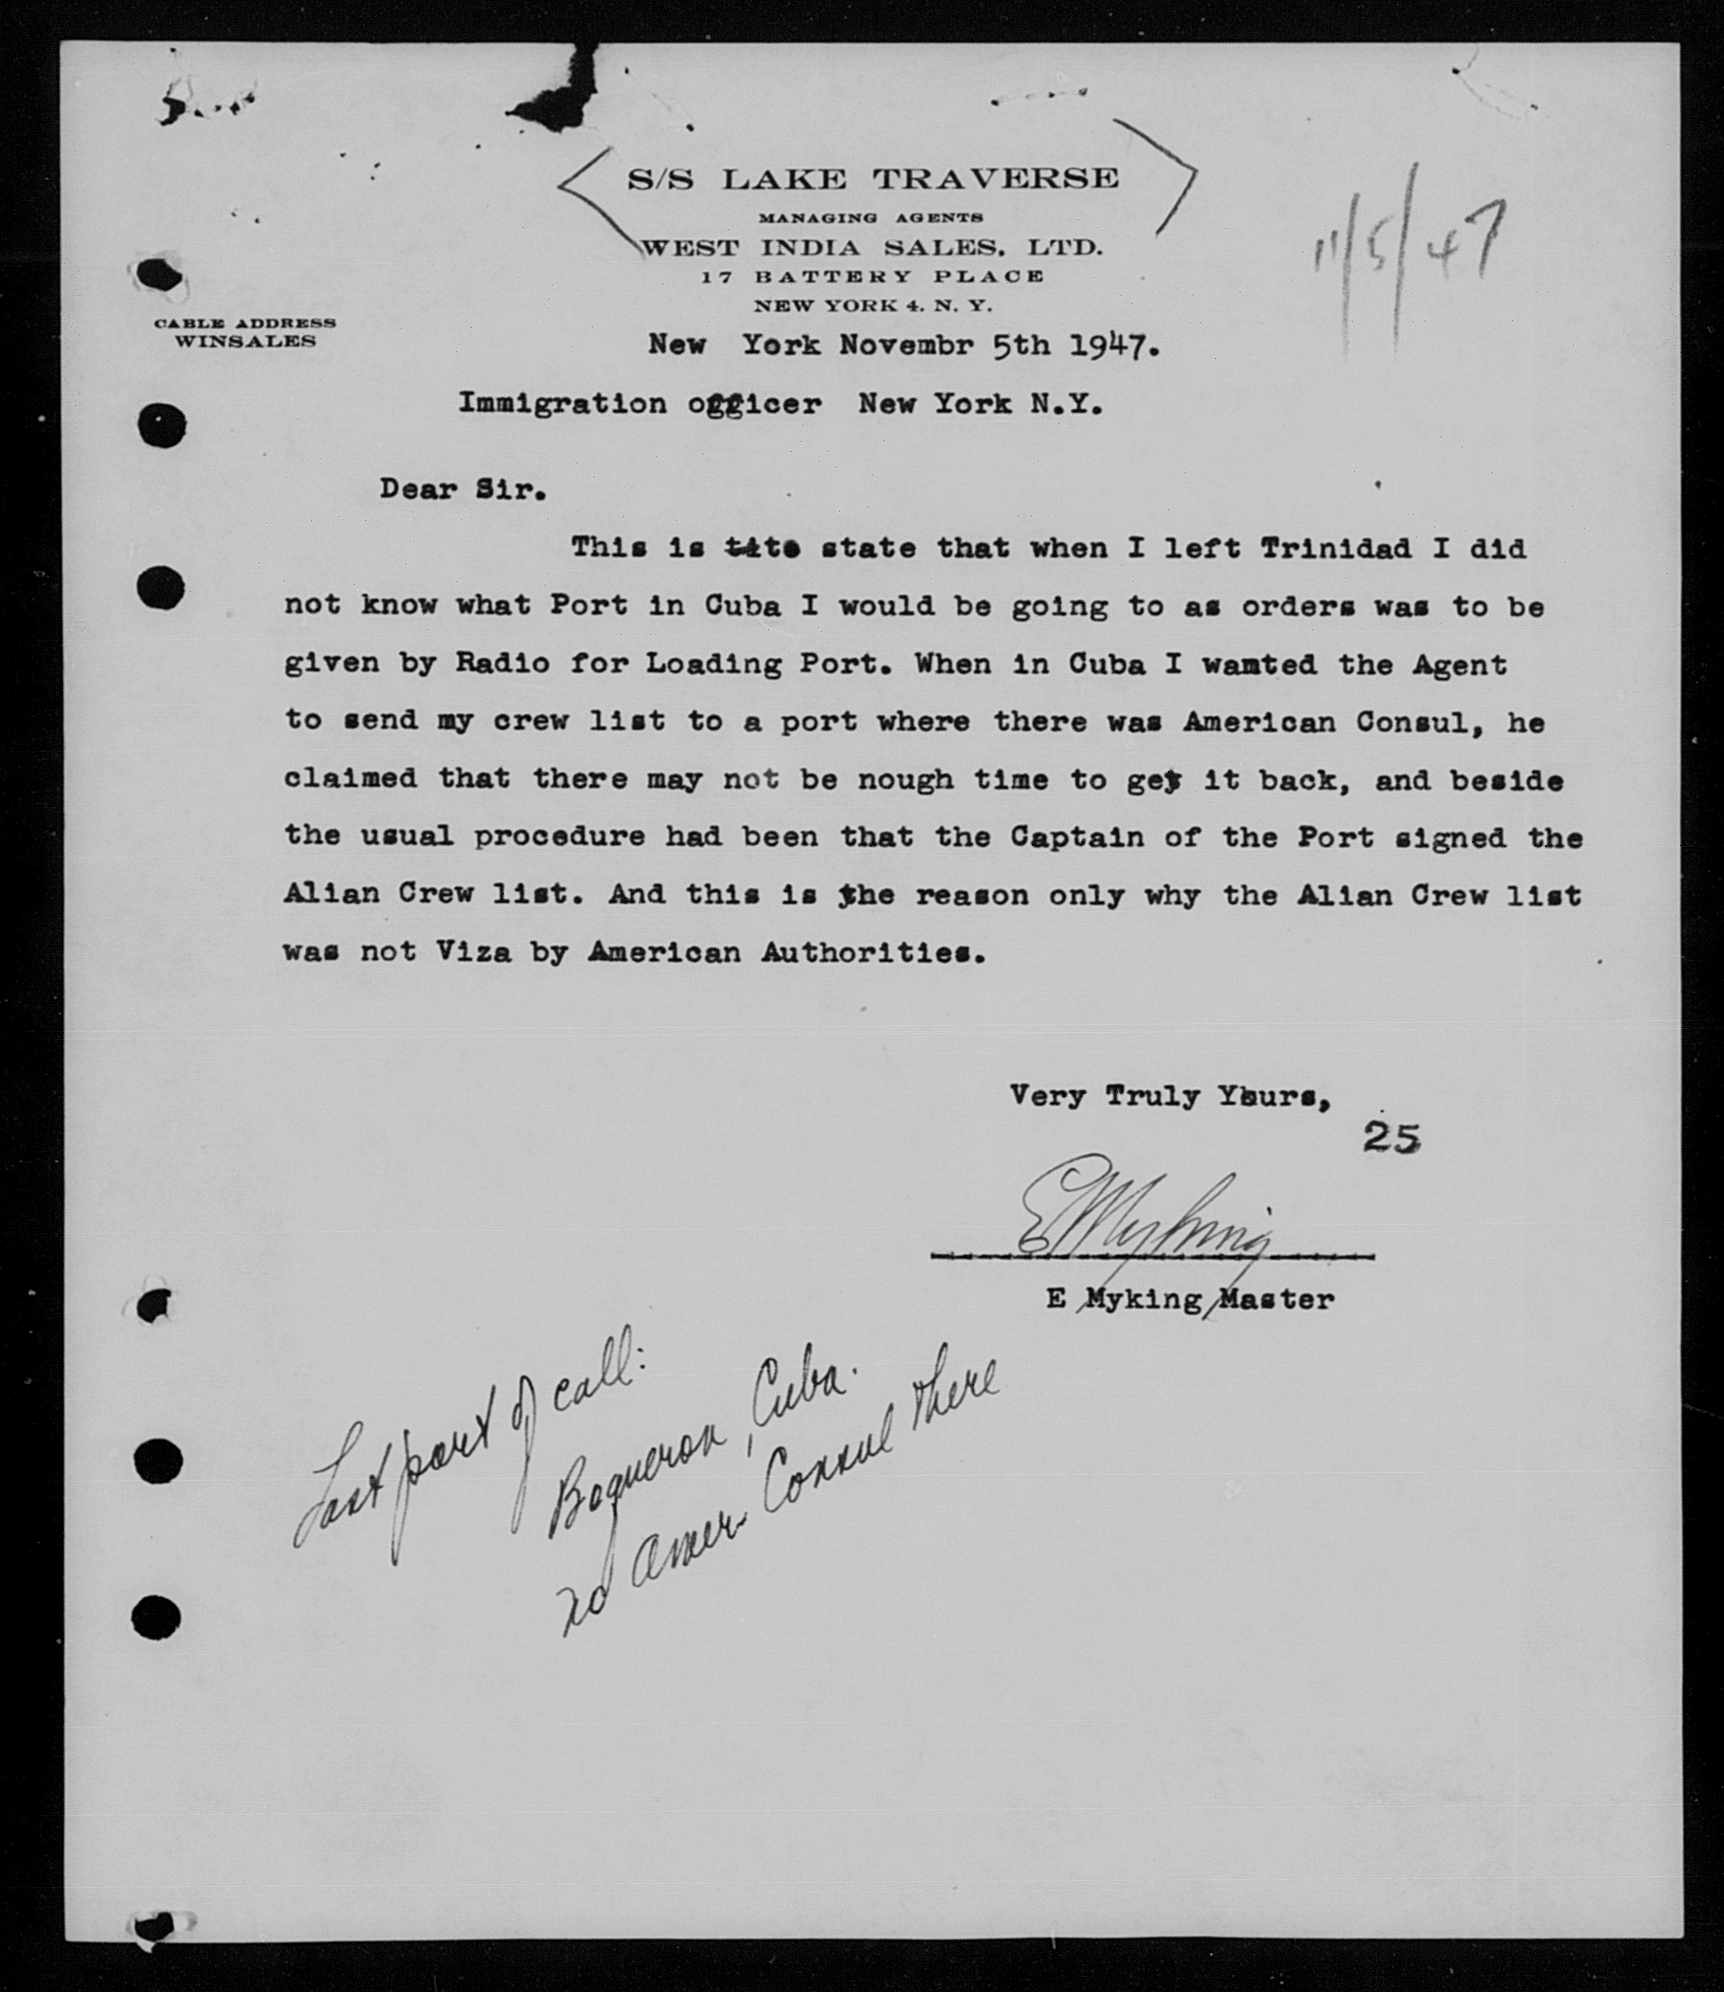 S/S LAKE TRAVERSE
MANAGING AGENTS
WEST INDIA SALES, LTD.
17 BATTERY PLACE
NEW YORK 4, N. Y.
11/5/47
CABLE ADDRESS
WINSALES
New York Novembr 5th 1947.
Immigration officer New York N.Y.
Dear Sir.
This is to state that when I left Trinidad I did
not know what Port in Cuba I would be going to as orders was to be
given by Radio for Loading Port. When in Cuba I wanted the Agent
to send my crew list to a port where there was American Consul, he
claimed that there may not be nough time to get it back, and beside
the usual procedure had been that the Captain of the Port signed the
Alian Crew list. And this is the reason only why the Alian Crew list
was not Viza by American Authorities.
Very Truly Yours,
25
E Myking
E Myking Master
Last port of call:
Boqueron, Cuba.
no Amer. Consul there